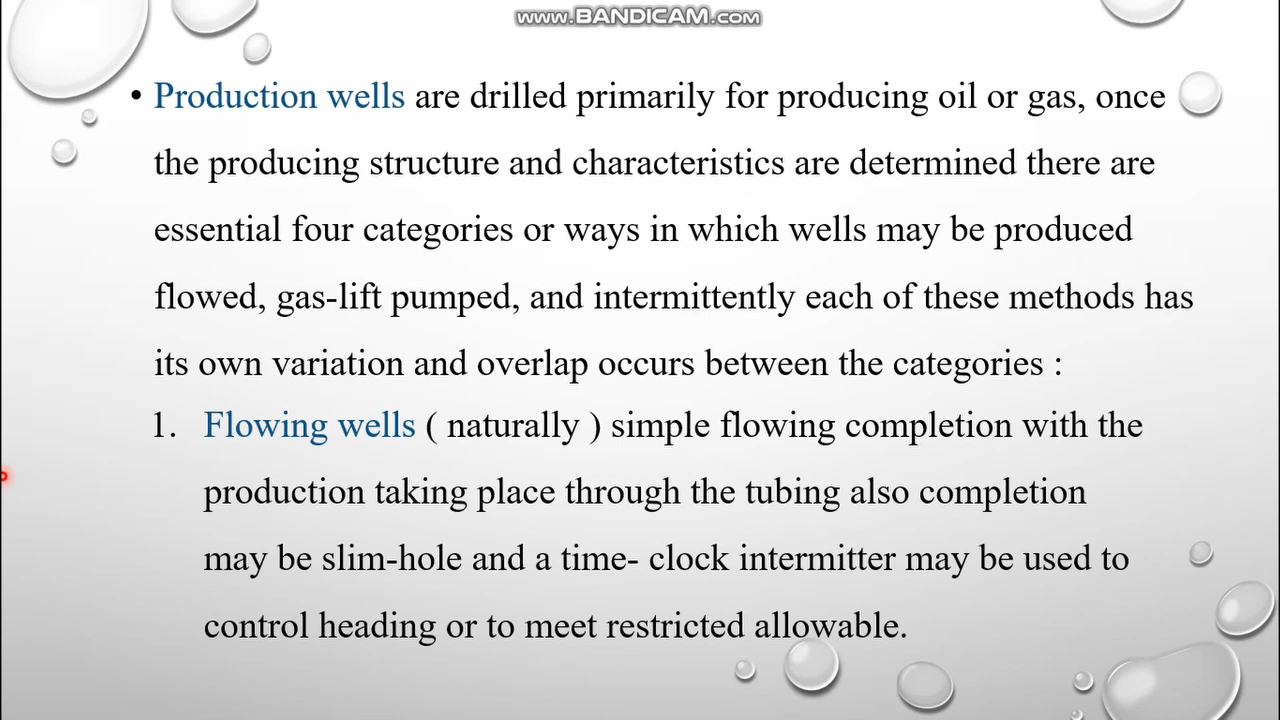 www.BANDICAM.com
• Production wells are drilled primarily for producing oil or gas, once
the producing structure and characteristics are determined there are
essential four categories or ways in which wells may be produced
flowed, gas-lift pumped, and intermittently each of these methods has
its own variation and overlap occurs between the categories :
1. Flowing wells ( naturally ) simple flowing completion with the
production taking place through the tubing also completion
may be slim-hole and a time- clock intermitter may be used to
control heading or to meet restricted allowable.